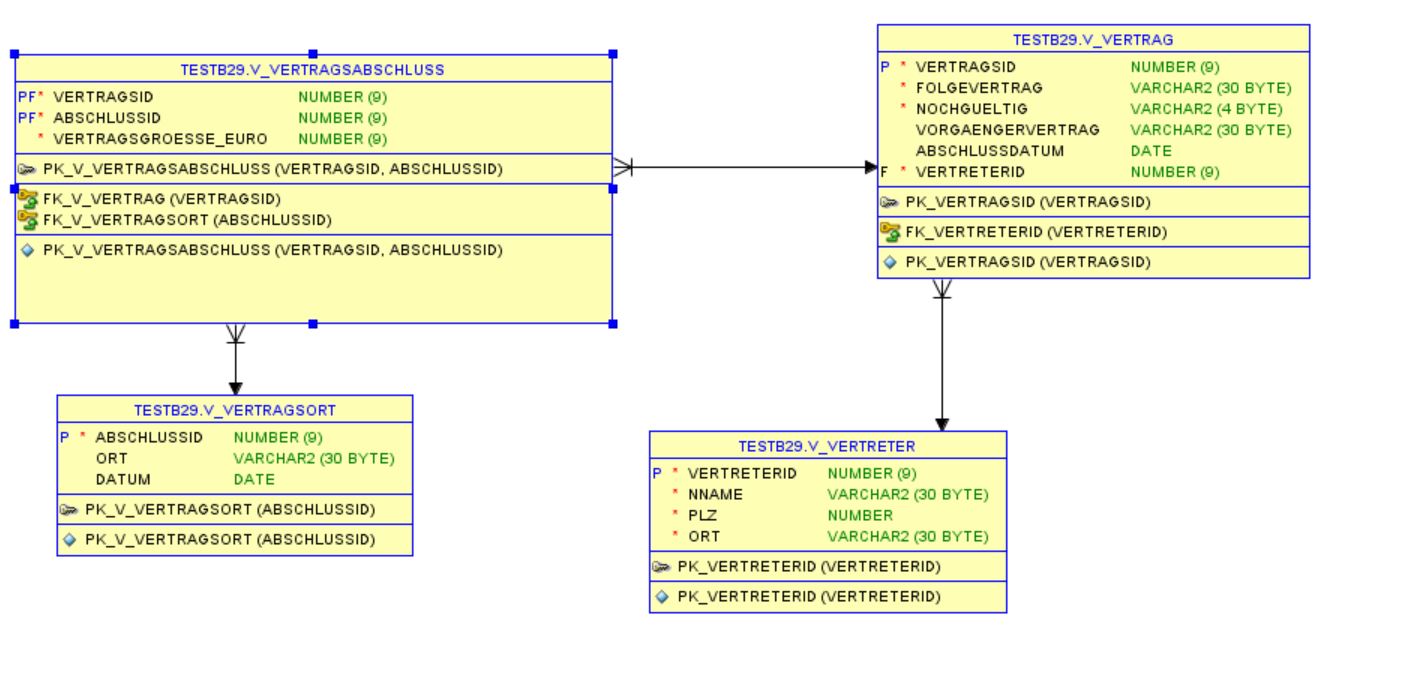 TESTB29.V_VERTRAGSABSCHLUSS
PF* VERTRAGSID NUMBER (9)
PF* ABSCHLUSSID NUMBER (9)
* VERTRAGSGROESSE_EURO NUMBER (9)
PK_V_VERTRAGSABSCHLUSS (VERTRAGSID, ABSCHLUSSID)
FK_V_VERTRAG (VERTRAGSID)
FK_V_VERTRAGSORT (ABSCHLUSSID)
PK_V_VERTRAGSABSCHLUSS (VERTRAGSID, ABSCHLUSSID)
TESTB29.V_VERTRAG
P * VERTRAGSID NUMBER (9)
* FOLGEVERTRAG VARCHAR2 (30 BYTE)
* NOCHGUELTIG VARCHAR2 (4 BYTE)
VORGAENGERVERTRAG VARCHAR2 (30 BYTE)
ABSCHLUSSDATUM DATE
F * VERTRETERID NUMBER (9)
PK_VERTRAGSID (VERTRAGSID)
FK_VERTRETERID (VERTRETERID)
PK_VERTRAGSID (VERTRAGSID)
TESTB29.V_VERTRAGSORT
P * ABSCHLUSSID NUMBER (9)
ORT VARCHAR2 (30 BYTE)
DATUM DATE
PK_V_VERTRAGSORT (ABSCHLUSSID)
PK_V_VERTRAGSORT (ABSCHLUSSID)
TESTB29.V_VERTRETER
P * VERTRETERID NUMBER (9)
* NNAME VARCHAR2 (30 BYTE)
* PLZ NUMBER
* ORT VARCHAR2 (30 BYTE)
PK_VERTRETERID (VERTRETERID)
PK_VERTRETERID (VERTRETERID)